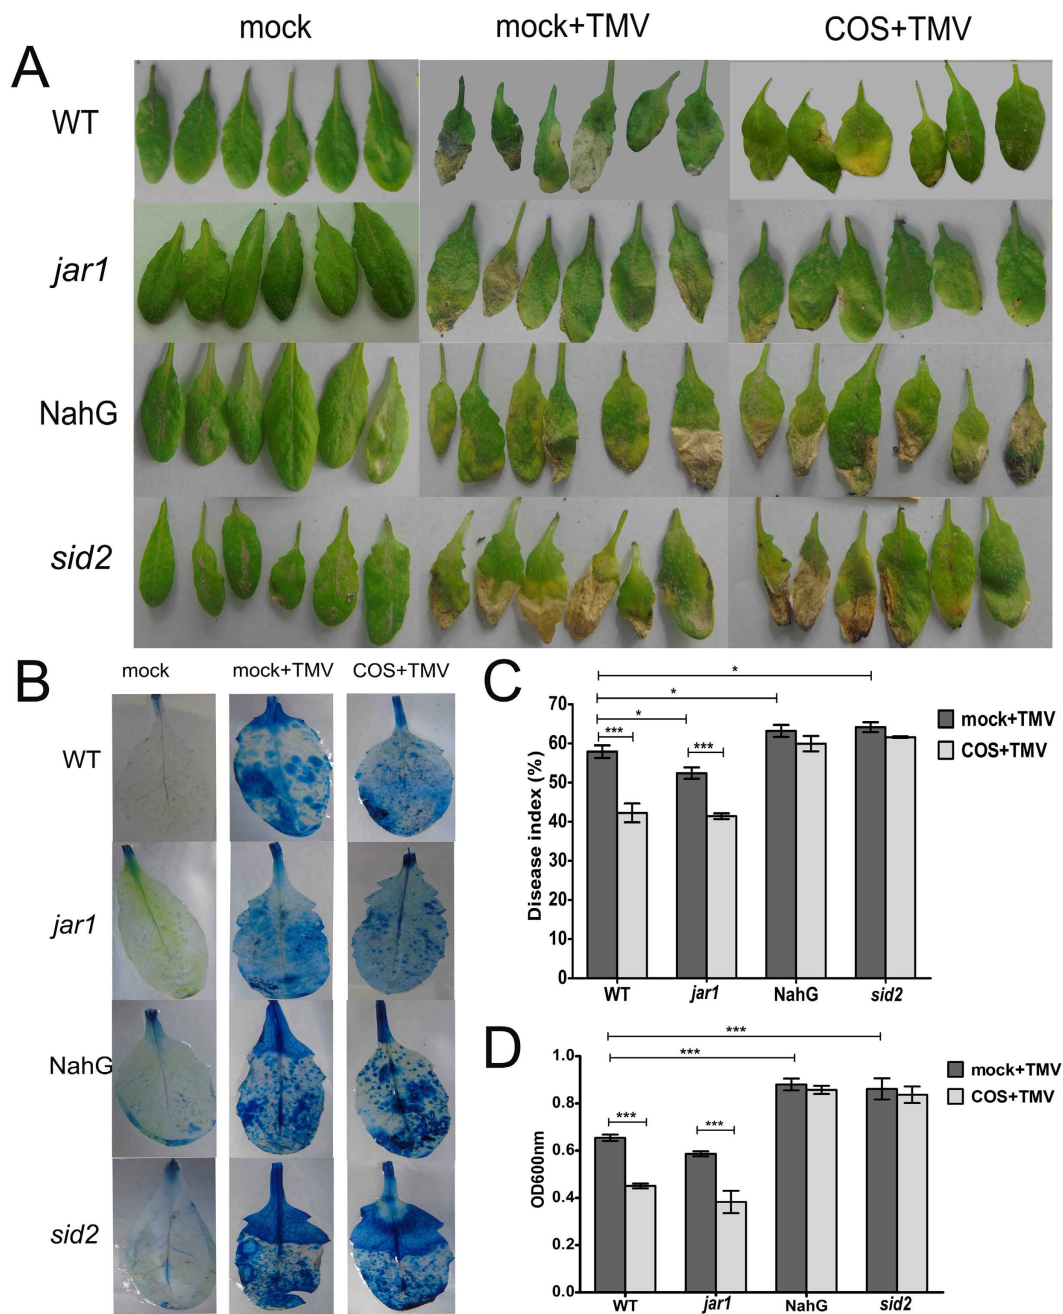 mock mock+TMV COS+TMV
A
WT
jar1
NahG
sid2
B
mock mock+TMV COS+TMV
WT
jar1
NahG
sid2
C
*
*
*
***
***
mock+TMV
COS+TMV
Disease index (%)
70
60
50
40
30
20
10
0
WT jar1 NahG sid2
D
***
***
***
***
mock+TMV
COS+TMV
OD600nm
1.0
0.8
0.6
0.4
0.2
0.0
WT jar1 NahG sid2